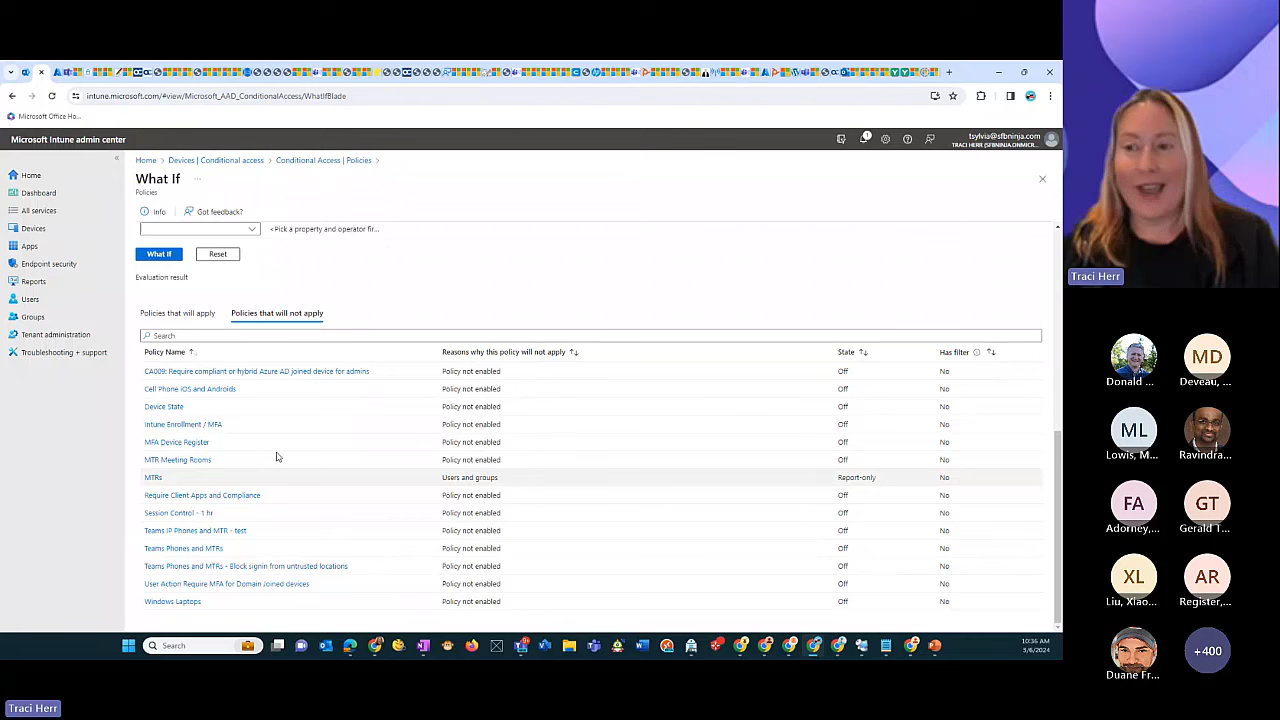 intune.microsoft.com/#view/Microsoft_AAD_ConditionalAccess/WhatIfBlade
Microsoft Office Ho...
Microsoft Intune admin center
1
tsylvia@sfbninja.com
TRACI HERR (SFBNINJA.ONMICR...
Home
Dashboard
All services
Devices
Apps
Endpoint security
Reports
Users
Groups
Tenant administration
Troubleshooting + support
Home > Devices | Conditional access > Conditional Access | Policies >
What If ...
Policies
Info
Got feedback?
<Pick a property and operator fir...
What If
Reset
Evaluation result
Policies that will apply
Policies that will not apply
Search
Policy Name Reasons why this policy will not apply State Has filter
CA009: Require compliant or hybrid Azure AD joined device for admins Policy not enabled Off No
Cell Phone iOS and Androids Policy not enabled Off No
Device State Policy not enabled Off No
Intune Enrollment / MFA Policy not enabled Off No
MFA Device Register Policy not enabled Off No
MTR Meeting Rooms Policy not enabled Off No
MTRs Users and groups Report-only No
Require Client Apps and Compliance Policy not enabled Off No
Session Control - 1 hr Policy not enabled Off No
Teams IP Phones and MTR - test Policy not enabled Off No
Teams Phones and MTRs Policy not enabled Off No
Teams Phones and MTRs - Block signin from untrusted locations Policy not enabled Off No
User Action Require MFA for Domain Joined devices Policy not enabled Off No
Windows Laptops Policy not enabled Off No
Search
10:36 AM
3/6/2024
Traci Herr
MD
Donald ...
Deveau, ...
ML
Lowis, M...
Ravindra...
FA
GT
Adorney,...
Gerald T...
XL
AR
Liu, Xiao...
Register,...
+400
Duane Fr...
Traci Herr